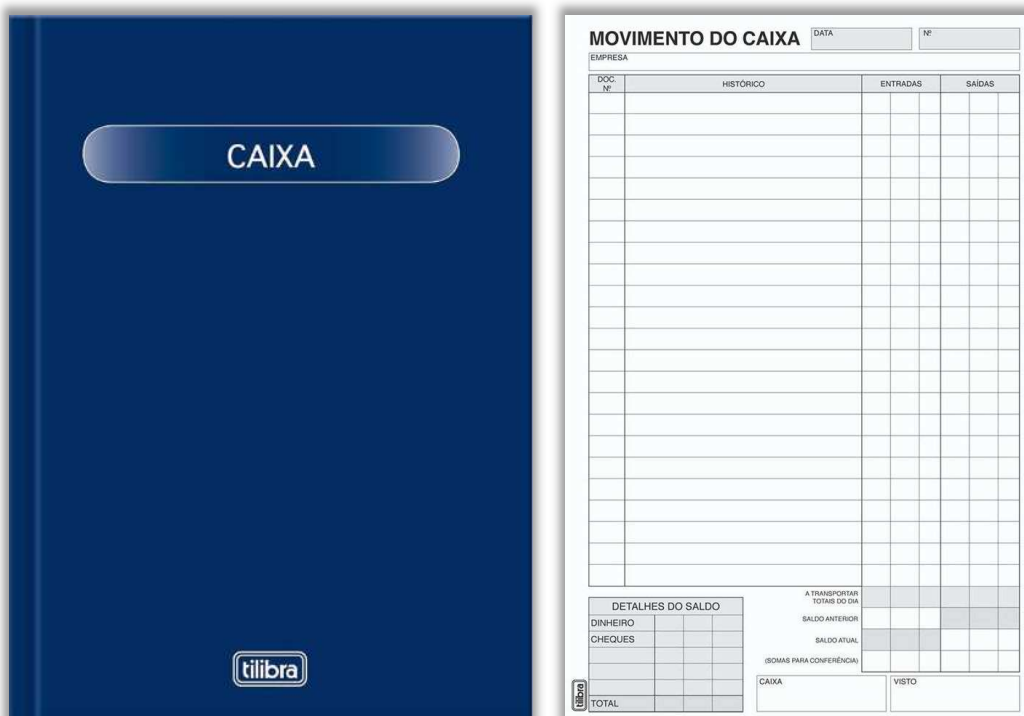 CAIXA
tilibra
MOVIMENTO DO CAIXA
DATA
Nº
EMPRESA
DOC. Nº
HISTÓRICO
ENTRADAS
SAÍDAS
A TRANSPORTAR
TOTAIS DO DIA
SALDO ANTERIOR
SALDO ATUAL
(SOMAS PARA CONFERÊNCIA)
DETALHES DO SALDO
DINHEIRO
CHEQUES
TOTAL
CAIXA
VISTO
tilibra